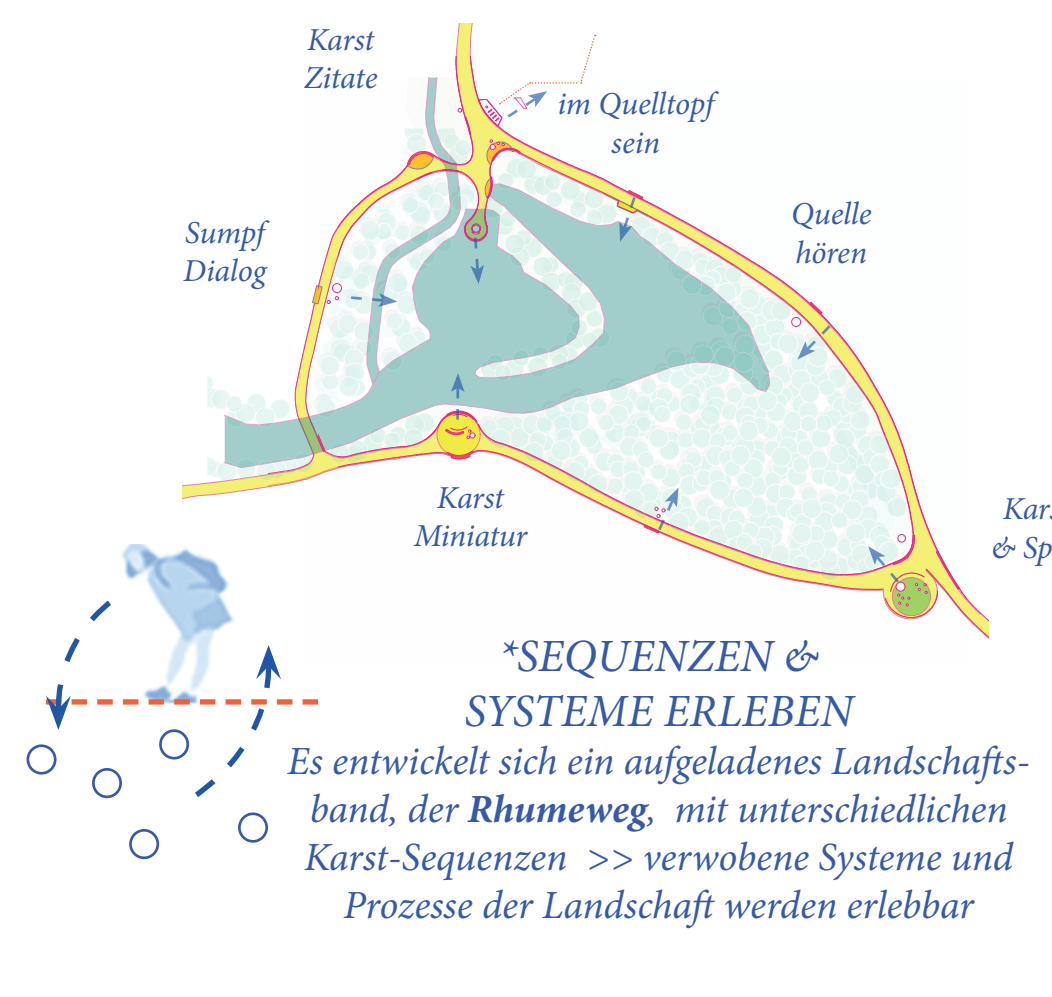 Karst
Zitate
im Quelltopf
sein
Quelle
hören
Sumpf
Dialog
Karst
Miniatur
&
*SEQUENZEN &
SYSTEME ERLEBEN
Es entwickelt sich ein aufgeladenes Landschafts-
band, der Rhumeweg, mit unterschiedlichen
Karst-Sequenzen >> verwobene Systeme und
Prozesse der Landschaft werden erlebbar